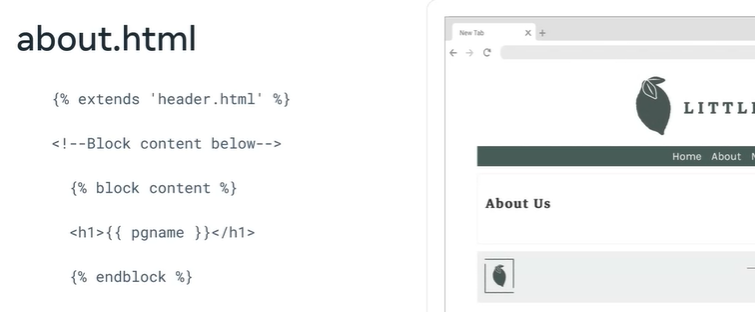 about.html
{% extends 'header.html' %}
<!--Block content below-->
{% block content %}
<h1>{{ pgname }}</h1>
{% endblock %}
New Tab
LITTL
Home About
About Us